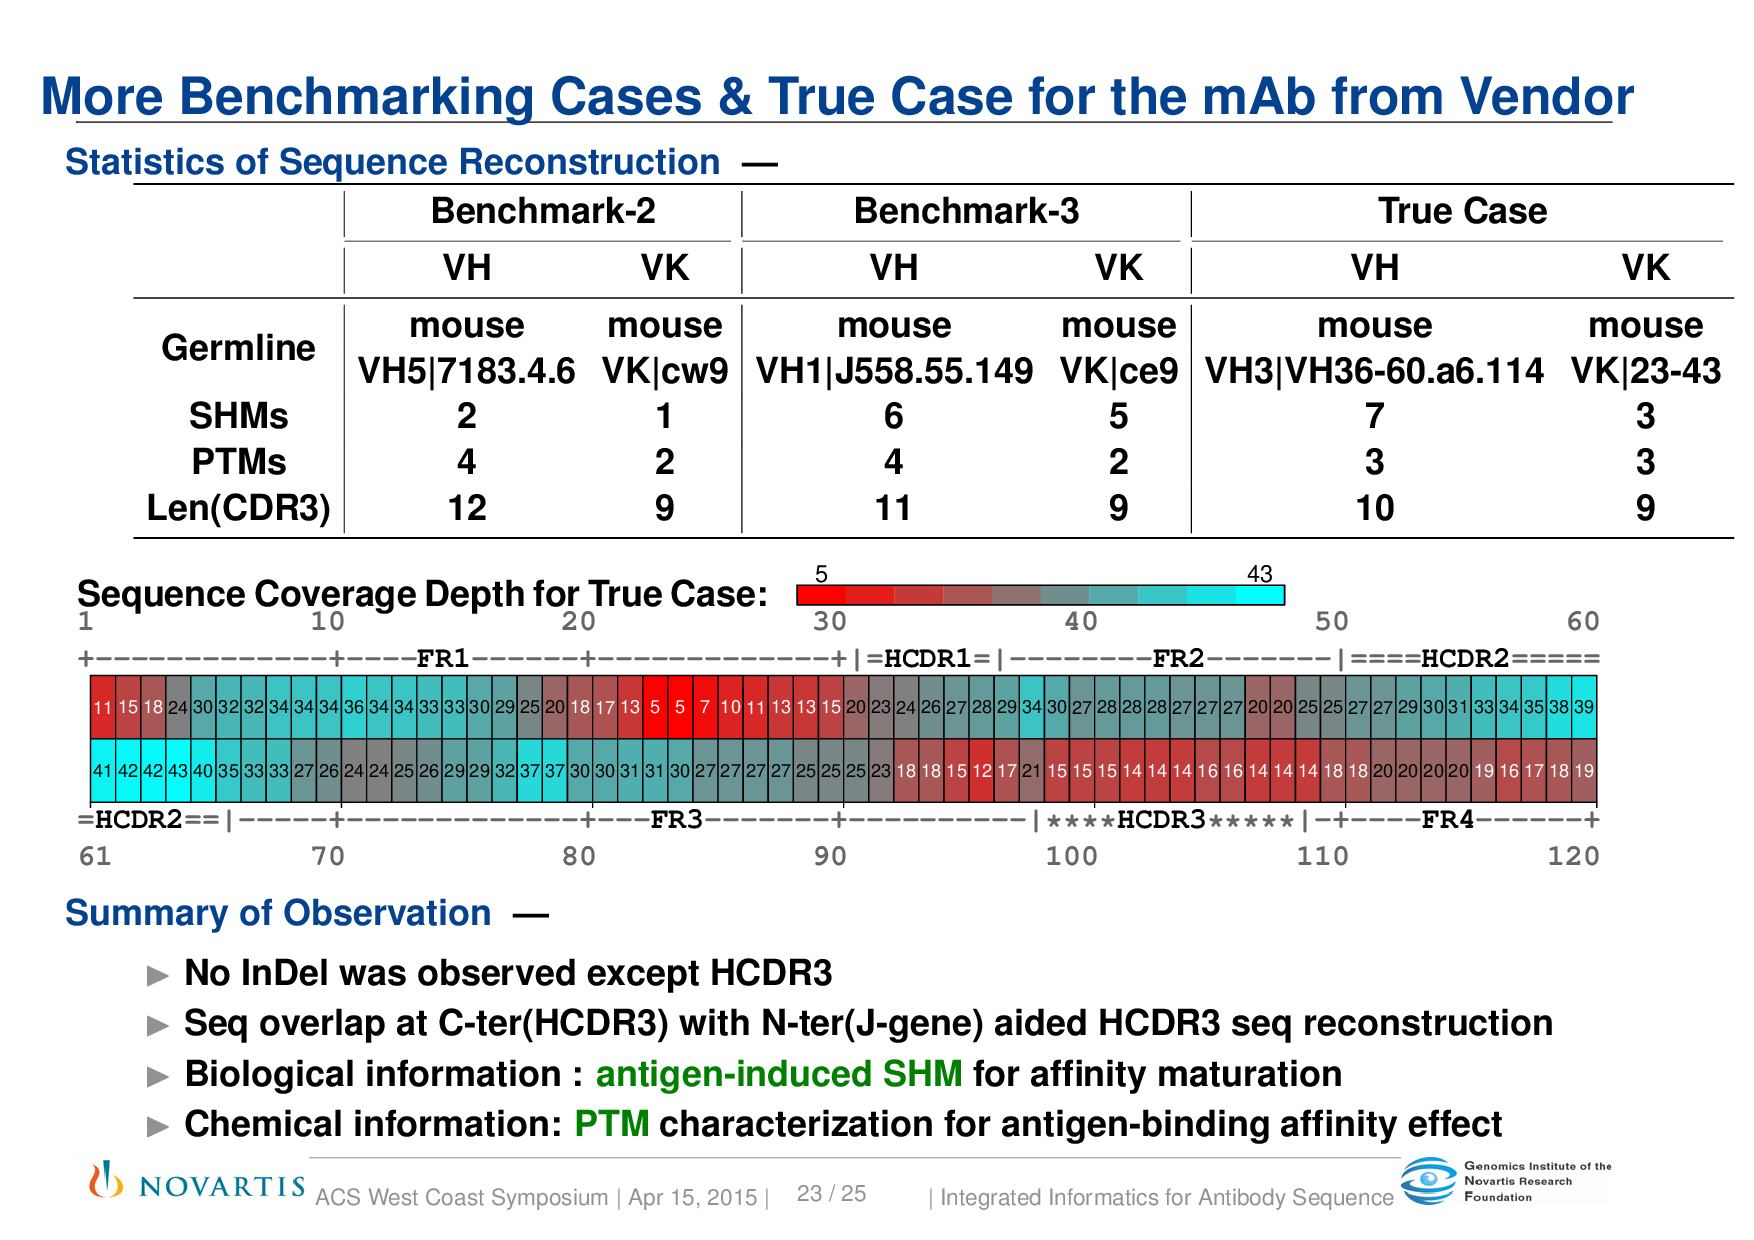 More Benchmarking Cases & True Case for the mAb from Vendor
Statistics of Sequence Reconstruction —
Benchmark-2 Benchmark-3 True Case
VH VK VH VK VH VK
Germline mouse VH5|7183.4.6 mouse VK|cw9 mouse VH1|J558.55.149 mouse VK|ce9 mouse VH3|VH36-60.a6.114 mouse VK|23-43
SHMs 2 1 6 5 7 3
PTMs 4 2 4 2 3 3
Len(CDR3) 12 9 11 9 10 9
Sequence Coverage Depth for True Case: 5 43
1 10 20 30 40 50 60
+--------------+----FR1------+--------------+|=HCDR1=|--------FR2-------|====HCDR2=====
11 15 18 24 30 32 32 34 34 34 36 34 34 33 33 30 29 25 20 18 17 13 5 5 7 10 11 13 13 15 20 23 24 26 27 28 29 34 30 27 28 28 28 27 27 27 20 20 25 25 27 27 29 30 31 33 34 35 38 39
41 42 42 43 40 35 33 33 27 26 24 24 25 26 29 29 32 37 37 30 30 31 31 30 27 27 27 27 25 25 25 23 18 18 15 12 17 21 15 15 15 14 14 14 16 16 14 14 14 18 18 20 20 20 20 19 16 17 18 19
=HCDR2==|-----+--------------+---FR3-------+----------|****HCDR3*****|-+----FR4------+
61 70 80 90 100 110 120
Summary of Observation —
▶ No InDel was observed except HCDR3
▶ Seq overlap at C-ter(HCDR3) with N-ter(J-gene) aided HCDR3 seq reconstruction
▶ Biological information : antigen-induced SHM for affinity maturation
▶ Chemical information: PTM characterization for antigen-binding affinity effect
NOVARTIS ACS West Coast Symposium | Apr 15, 2015 | 23 / 25 | Integrated Informatics for Antibody Sequence
Genomics Institute of the
Novartis Research
Foundation